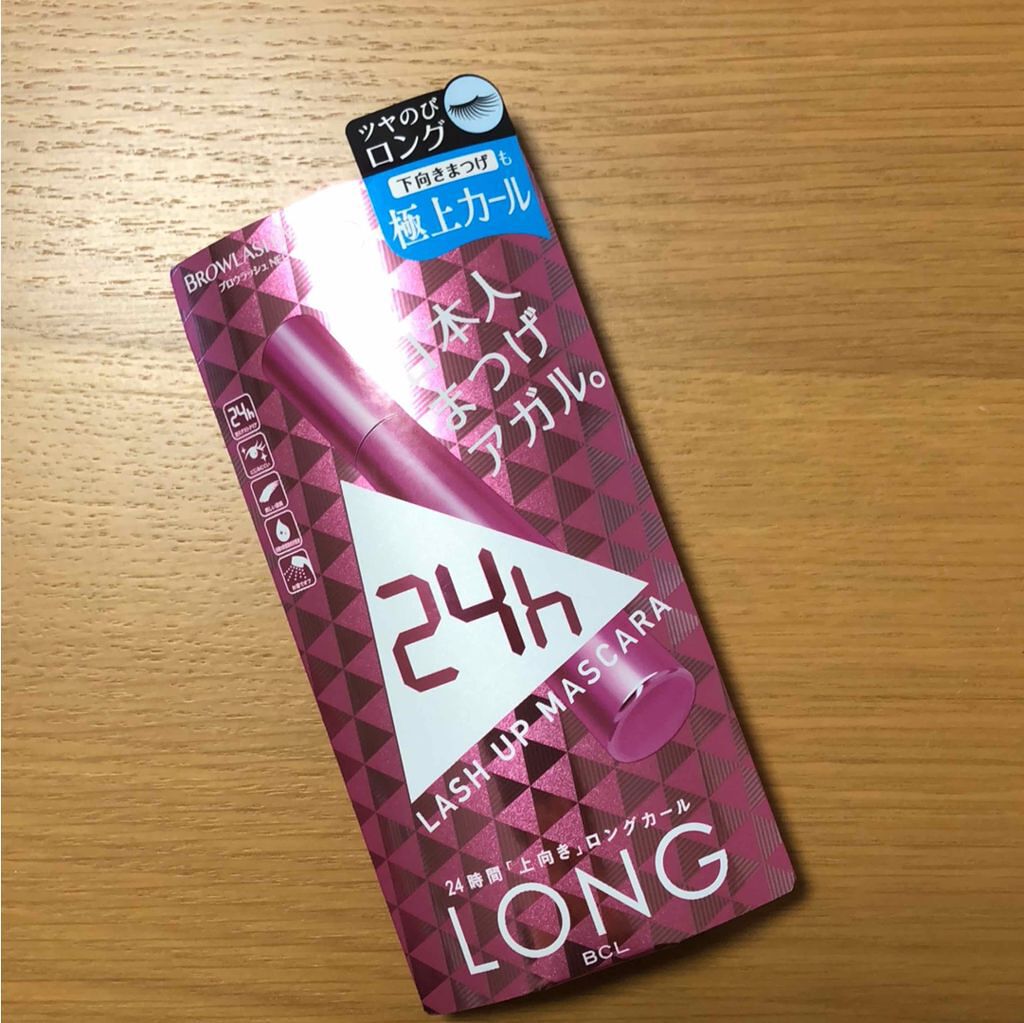 ツヤのび
ロング
下向きまつげも
極上カール
BROWLAS
ブロウラッシュ NE
日本人
まつげ
アガル。
24h
24h
LASH UP MASCARA
24時間「上向き」ロングカール
LONG
BCL